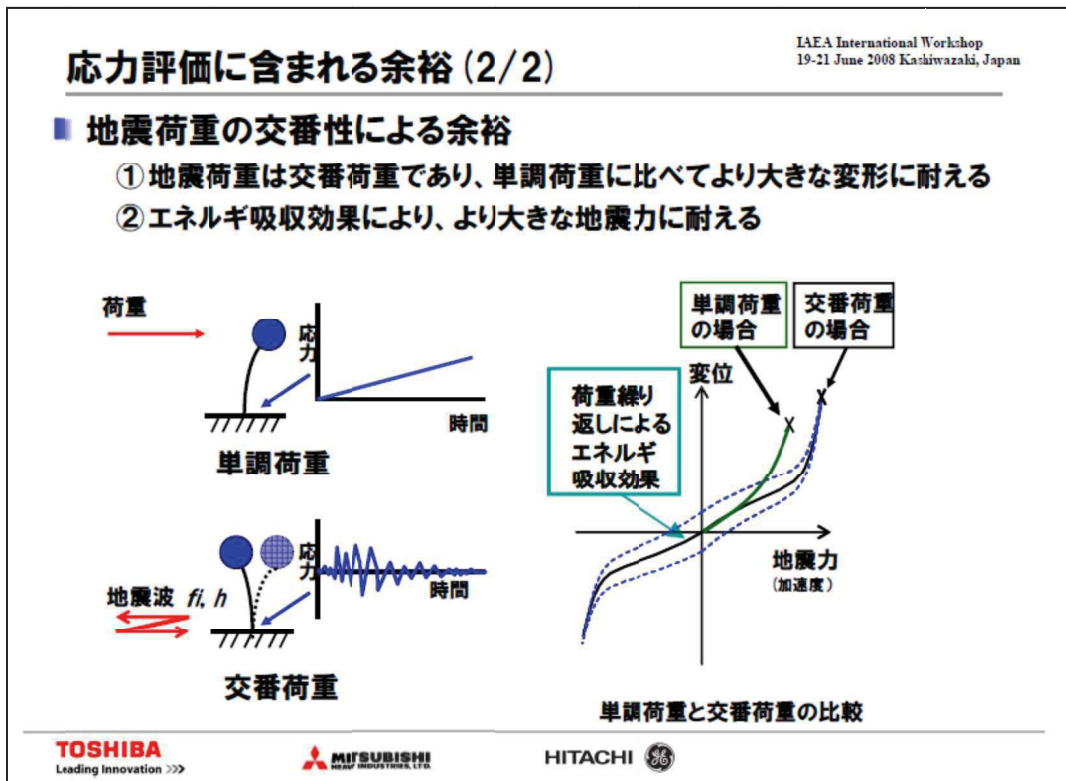 応力評価に含まれる余裕(2/2)
IAEA International Workshop
19-21 June 2008 Kashiwazaki, Japan
地震荷重の交番性による余裕
①地震荷重は交番荷重であり、単調荷重に比べてより大きな変形に耐える
②エネルギ吸収効果により、より大きな地震力に耐える
荷重
応力
時間
単調荷重
地震波 fi, h
応力
時間
交番荷重
単調荷重
の場合
交番荷重
の場合
変位
荷重繰り
返しによる
エネルギ
吸収効果
地震力
(加速度)
単調荷重と交番荷重の比較
TOSHIBA
Leading Innovation >>>
MITSUBISHI
HEAVY INDUSTRIES, LTD.
HITACHI